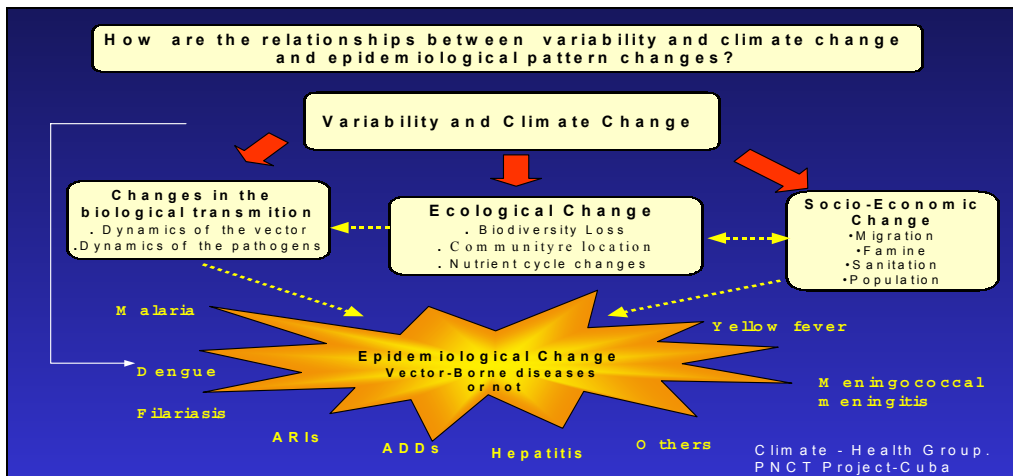 How are the relationships between variability and climate change
and epidemiological pattern changes?
Variability and Climate Change
Changes in the
biological transmition
. Dynamics of the vector
.Dynamics of the pathogens
Ecological Change
. Biodiversity Loss
. Communityre location
. Nutrient cycle changes
Socio-Economic
Change
•Migration
•Famine
•Sanitation
•Population
Malaria
Yellow fever
Epidemiological Change
Vector-Borne diseases
or not
Dengue
Meningococcal
meningitis
Filariasis
ARIs
ADDs
Hepatitis
Others
Climate - Health Group.
PNCT Project-Cuba